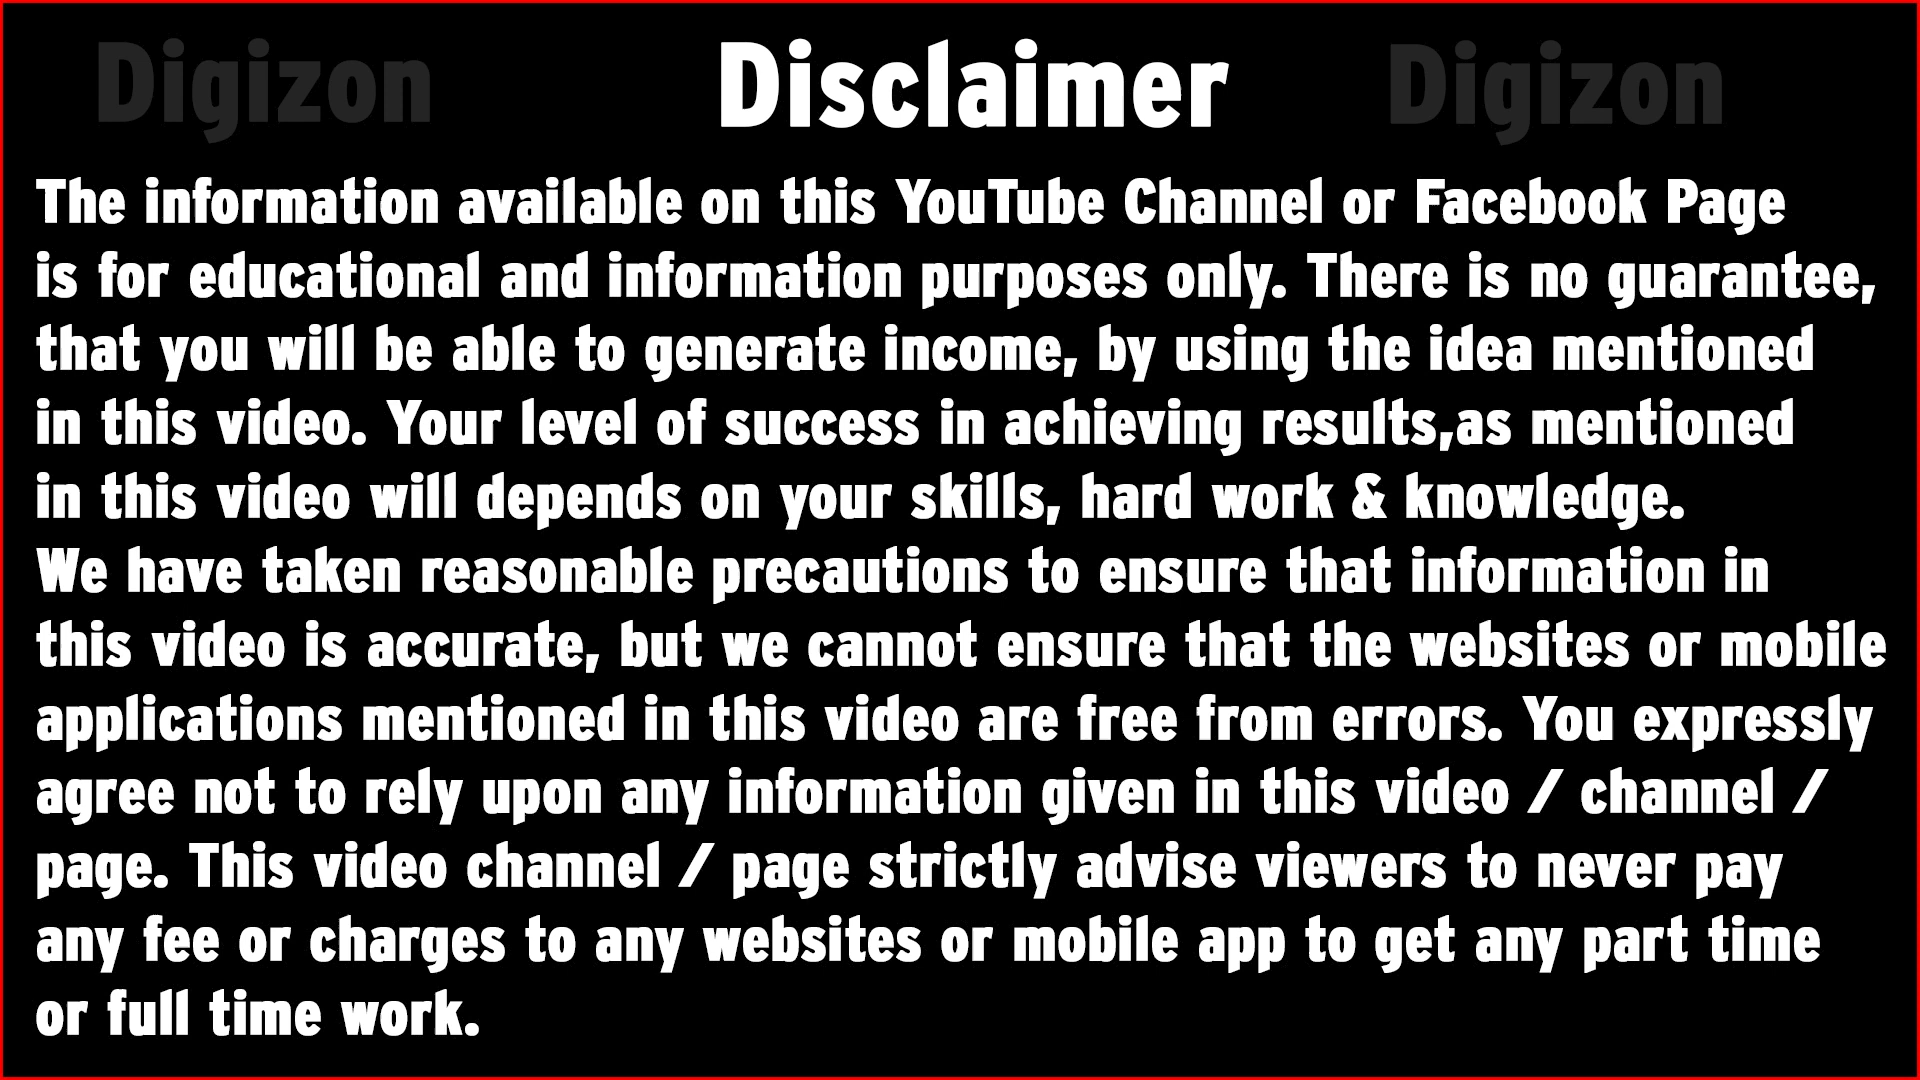 Digizon Disclaimer Digizon
The information available on this YouTube Channel or Facebook Page
is for educational and information purposes only. There is no guarantee,
that you will be able to generate income, by using the idea mentioned
in this video. Your level of success in achieving results,as mentioned
in this video will depends on your skills, hard work & knowledge.
We have taken reasonable precautions to ensure that information in
this video is accurate, but we cannot ensure that the websites or mobile
applications mentioned in this video are free from errors. You expressly
agree not to rely upon any information given in this video / channel /
page. This video channel / page strictly advise viewers to never pay
any fee or charges to any websites or mobile app to get any part time
or full time work.